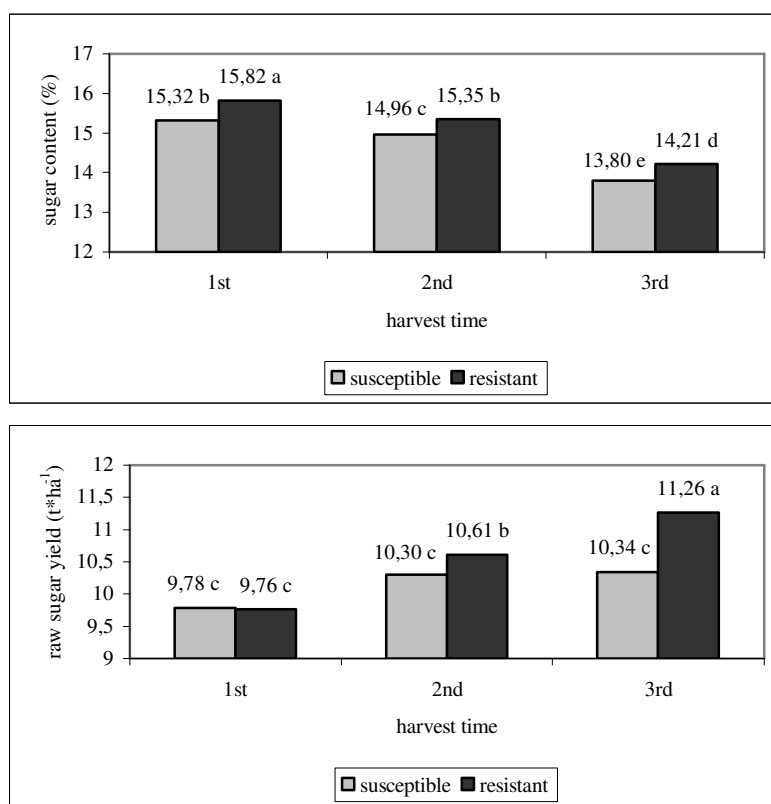 sugar content (%)
17
16
15
14
13
12
15,32 b
15,82 a
14,96 c
15,35 b
13,80 e
14,21 d
1st 2nd 3rd
harvest time
susceptible resistant
raw sugar yield (t*ha⁻¹)
12
11,5
11
10,5
10
9,5
9
9,78 c
9,76 c
10,30 c
10,61 b
10,34 c
11,26 a
1st 2nd 3rd
harvest time
susceptible resistant